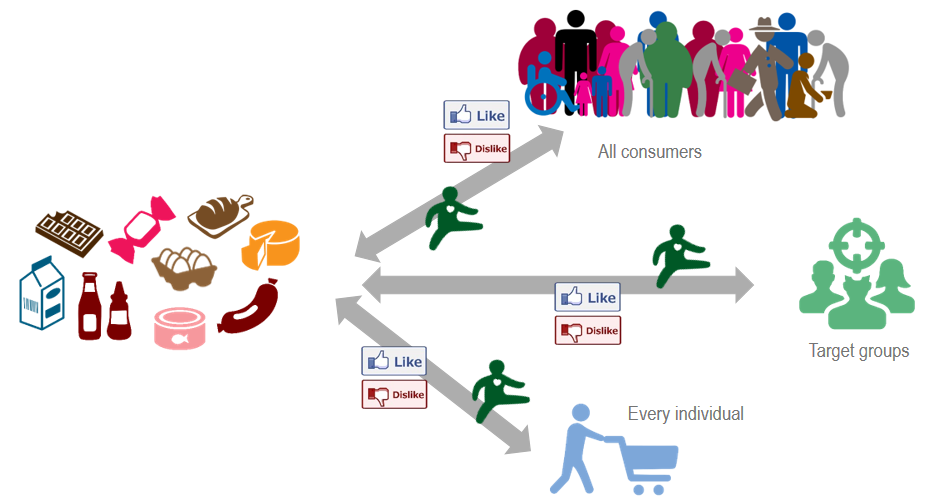 Like
Dislike
All consumers
Like
Dislike
Target groups
Like
Dislike
Every individual